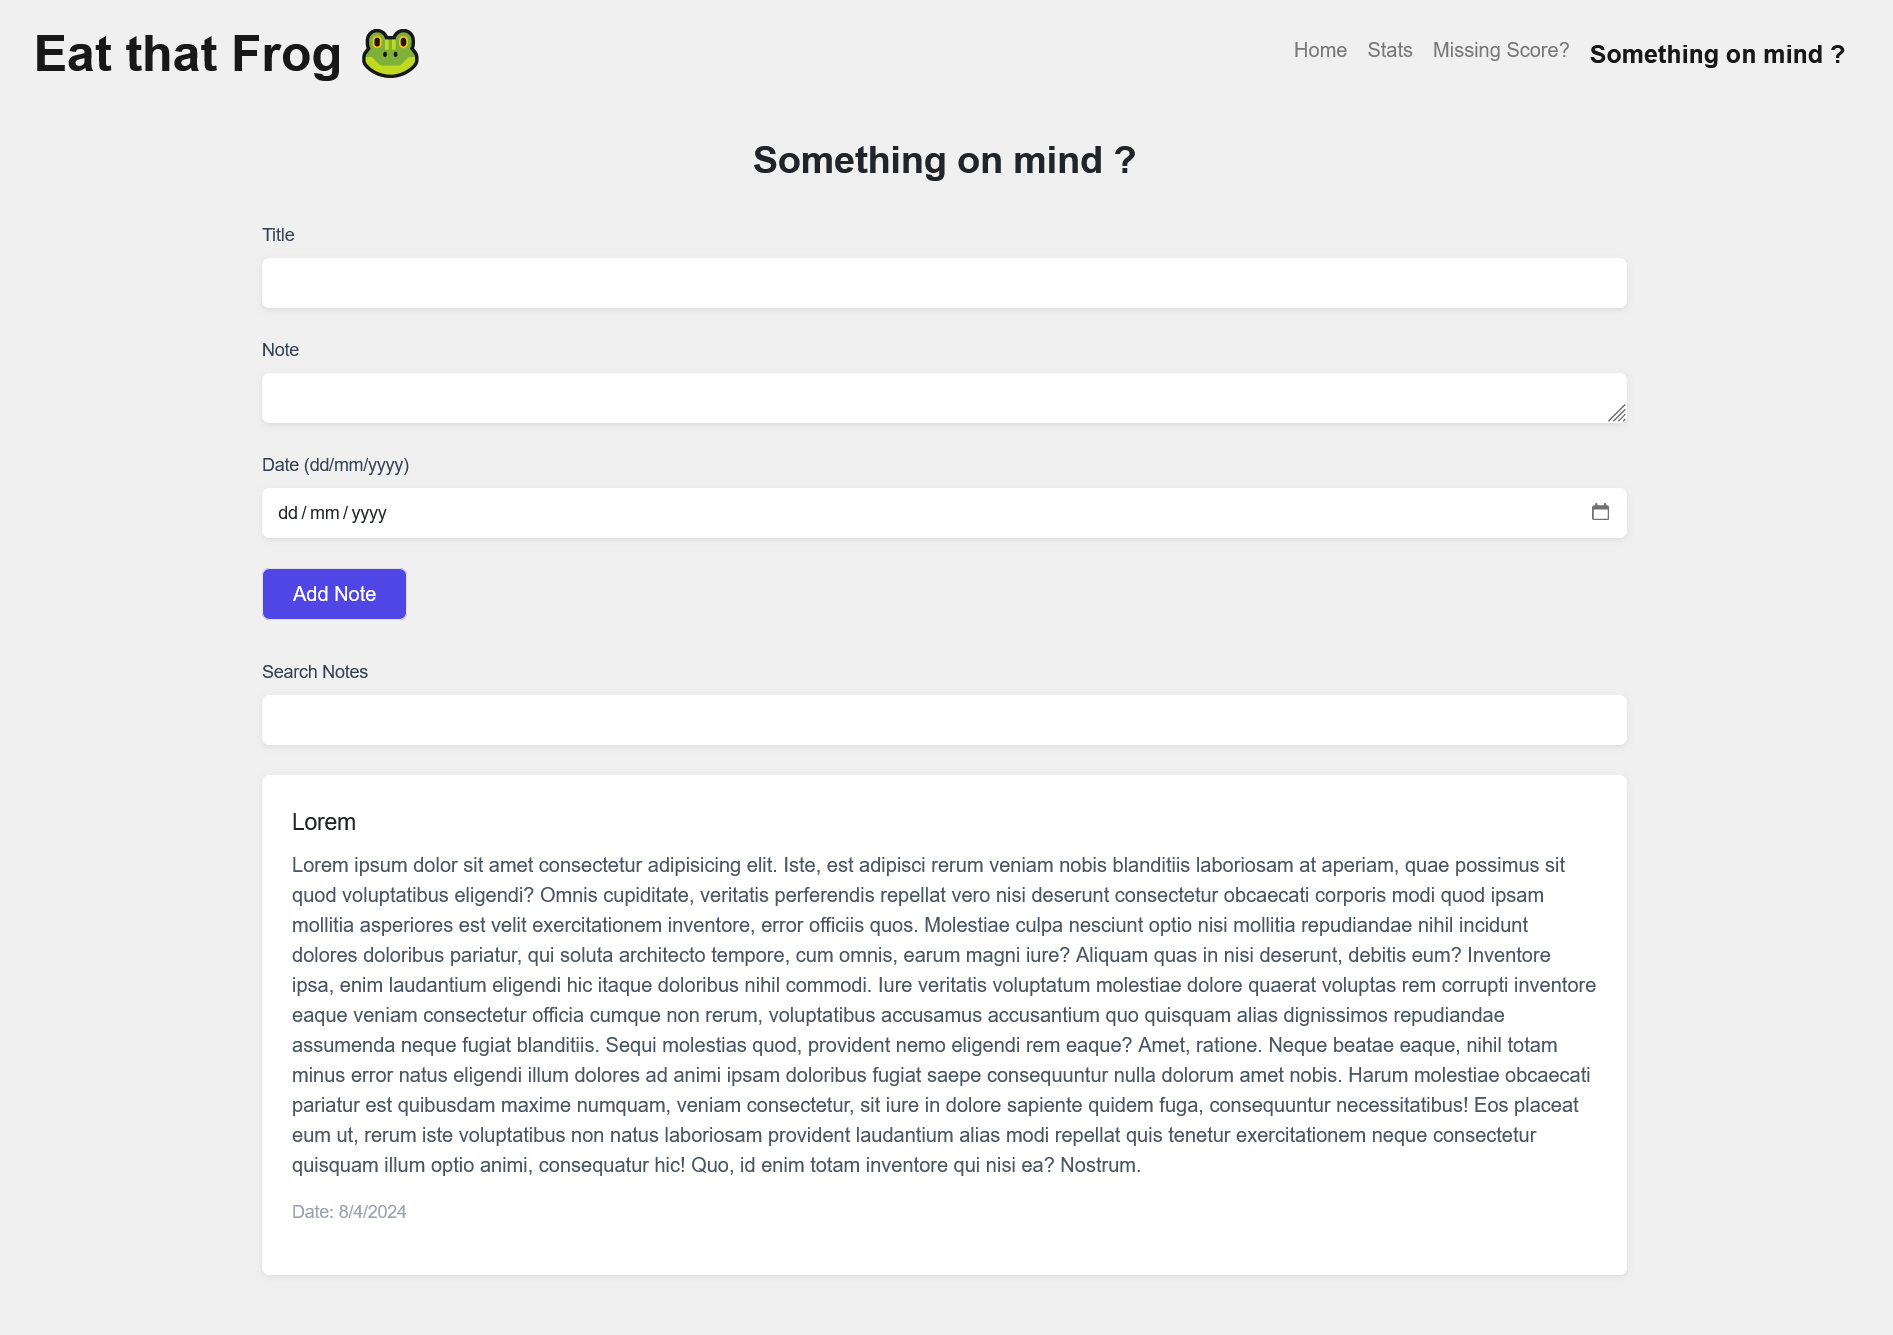 Eat that Frog 🐸
Home Stats Missing Score? Something on mind ?
Something on mind ?
Title
Note
Date (dd/mm/yyyy)
dd / mm / yyyy
Add Note
Search Notes
Lorem
Lorem ipsum dolor sit amet consectetur adipisicing elit. Iste, est adipisci rerum veniam nobis blanditiis laboriosam at aperiam, quae possimus sit
quod voluptatibus eligendi? Omnis cupiditate, veritatis perferendis repellat vero nisi deserunt consectetur obcaecati corporis modi quod ipsam
mollitia asperiores est velit exercitationem inventore, error officiis quos. Molestiae culpa nesciunt optio nisi mollitia repudiandae nihil incidunt
dolores doloribus pariatur, qui soluta architecto tempore, cum omnis, earum magni iure? Aliquam quas in nisi deserunt, debitis eum? Inventore
ipsa, enim laudantium eligendi hic itaque doloribus nihil commodi. Iure veritatis voluptatum molestiae dolore quaerat voluptas rem corrupti inventore
eaque veniam consectetur officia cumque non rerum, voluptatibus accusamus accusantium quo quisquam alias dignissimos repudiandae
assumenda neque fugiat blanditiis. Sequi molestias quod, provident nemo eligendi rem eaque? Amet, ratione. Neque beatae eaque, nihil totam
minus error natus eligendi illum dolores ad animi ipsam doloribus fugiat saepe consequuntur nulla dolorum amet nobis. Harum molestiae obcaecati
pariatur est quibusdam maxime numquam, veniam consectetur, sit iure in dolore sapiente quidem fuga, consequuntur necessitatibus! Eos placeat
eum ut, rerum iste voluptatibus non natus laboriosam provident laudantium alias modi repellat quis tenetur exercitationem neque consectetur
quisquam illum optio animi, consequatur hic! Quo, id enim totam inventore qui nisi ea? Nostrum.
Date: 8/4/2024